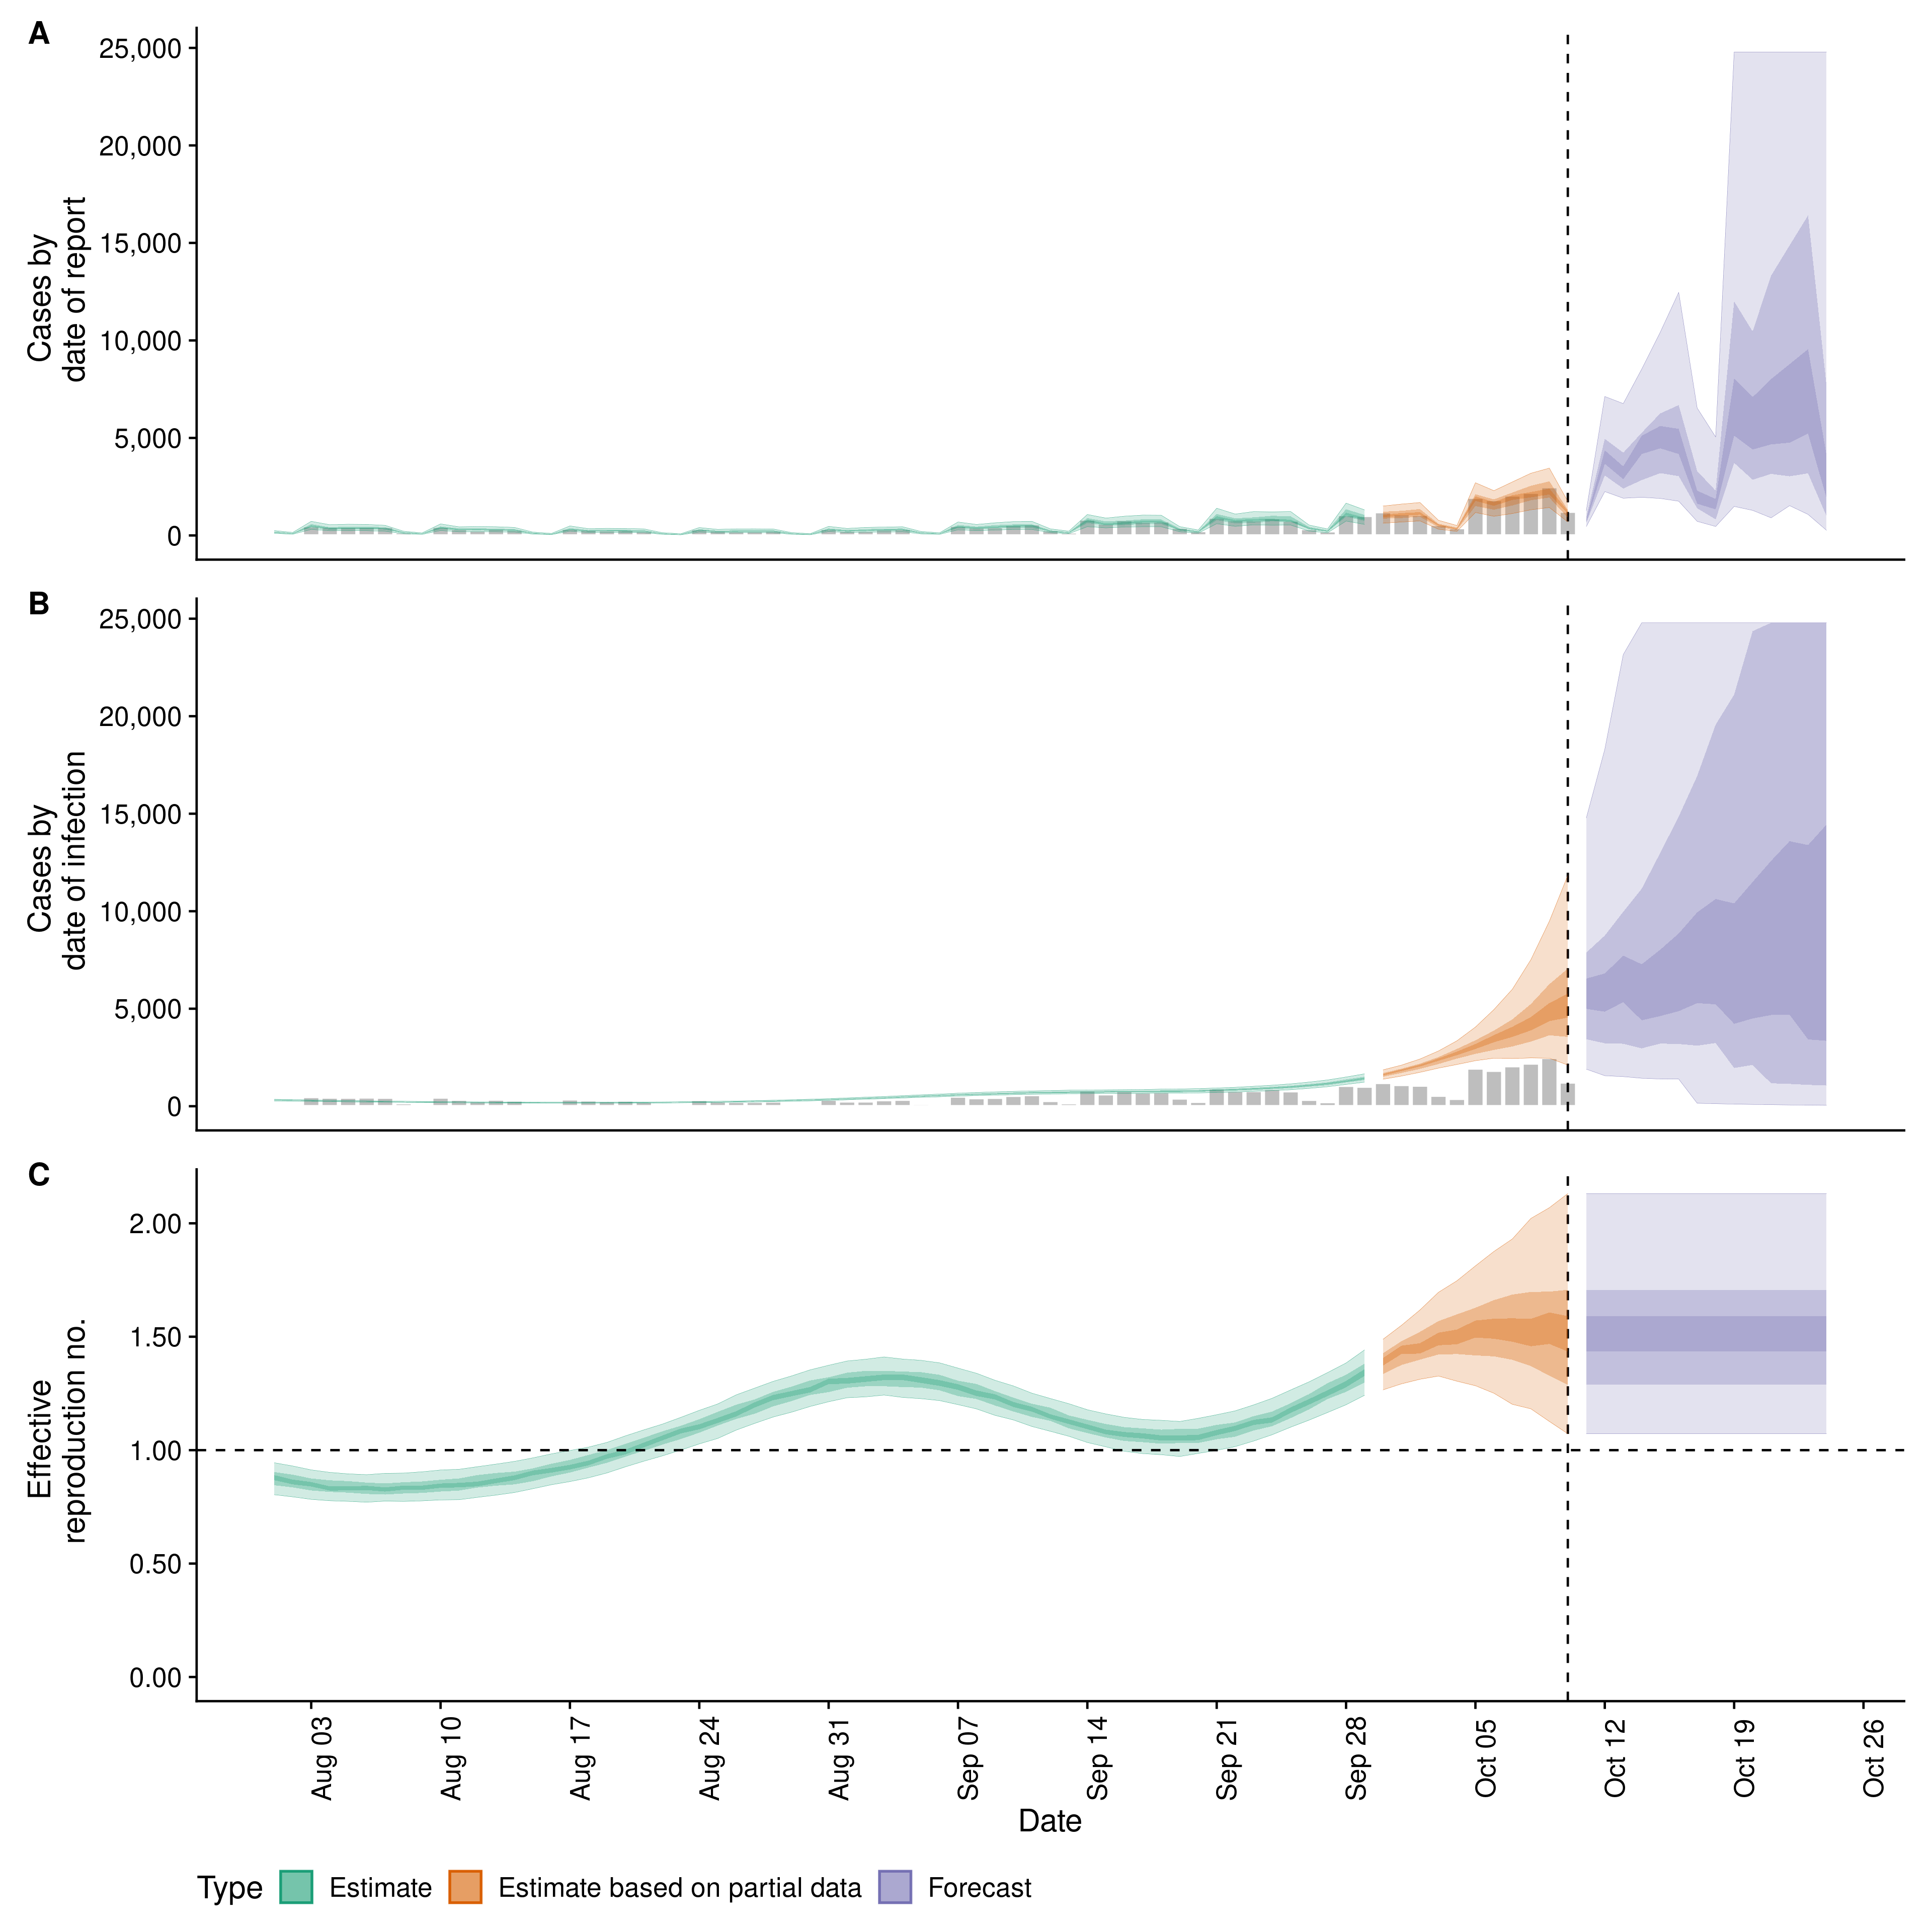 A
Cases by
date of report
25,000
20,000
15,000
10,000
5,000
0
B
Cases by
date of infection
25,000
20,000
15,000
10,000
5,000
0
C
Effective
reproduction no.
2.00
1.50
1.00
0.50
0.00
Aug 03
Aug 10
Aug 17
Aug 24
Aug 31
Sep 07
Sep 14
Sep 21
Sep 28
Oct 05
Oct 12
Oct 19
Oct 26
Date
Type Estimate Estimate based on partial data Forecast